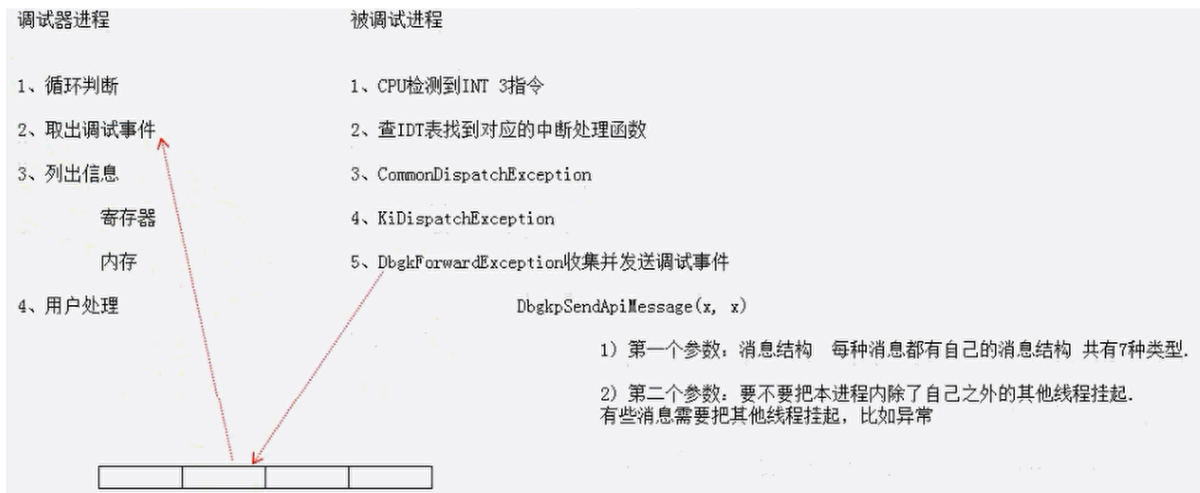 调试器进程
1、循环判断
2、取出调试事件
3、列出信息
寄存器
内存
4、用户处理
被调试进程
1、CPU检测到INT 3指令
2、查IDT表找到对应的中断处理函数
3、CommonDispatchException
4、KiDispatchException
5、DbgkForwardException收集并发送调试事件
DbgkpSendApiMessage(x, x)
1) 第一个参数：消息结构 每种消息都有自己的消息结构 共有7种类型.
2) 第二个参数：要不要把本进程内除了自己之外的其他线程挂起.
有些消息需要把其他线程挂起，比如异常